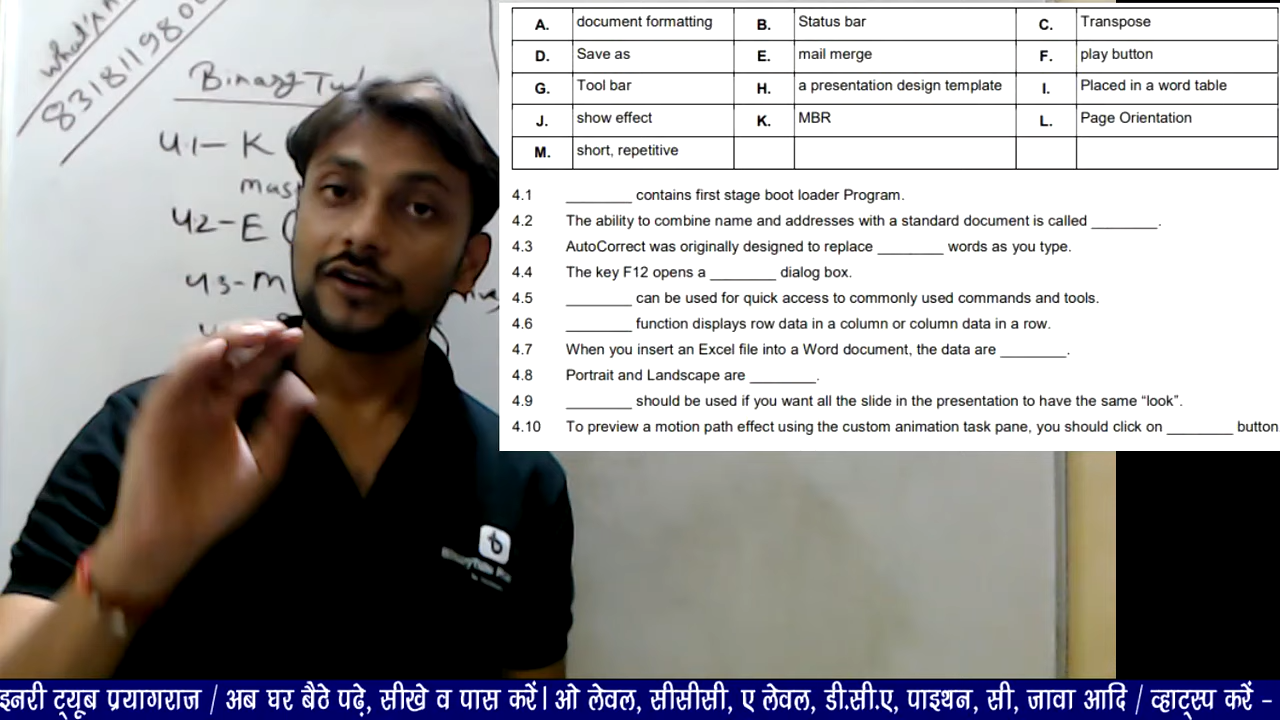 what's
8318119800
Binary Tu
4.1- K
mas
4.2- E (
4.3- M
A. document formatting B. Status bar C. Transpose
D. Save as E. mail merge F. play button
G. Tool bar H. a presentation design template I. Placed in a word table
J. show effect K. MBR L. Page Orientation
M. short, repetitive
4.1 ________ contains first stage boot loader Program.
4.2 The ability to combine name and addresses with a standard document is called ________.
4.3 AutoCorrect was originally designed to replace ________ words as you type.
4.4 The key F12 opens a ________ dialog box.
4.5 ________ can be used for quick access to commonly used commands and tools.
4.6 ________ function displays row data in a column or column data in a row.
4.7 When you insert an Excel file into a Word document, the data are ________.
4.8 Portrait and Landscape are ________.
4.9 ________ should be used if you want all the slide in the presentation to have the same “look”.
4.10 To preview a motion path effect using the custom animation task pane, you should click on ________ button
इनरी ट्यूब प्रयागराज / अब घर बैठे पढ़े, सीखे व पास करें। ओ लेवल, सीसीसी, ए लेवल, डी.सी.ए, पाइथन, सी, जावा आदि / व्हाट्स्प करें -